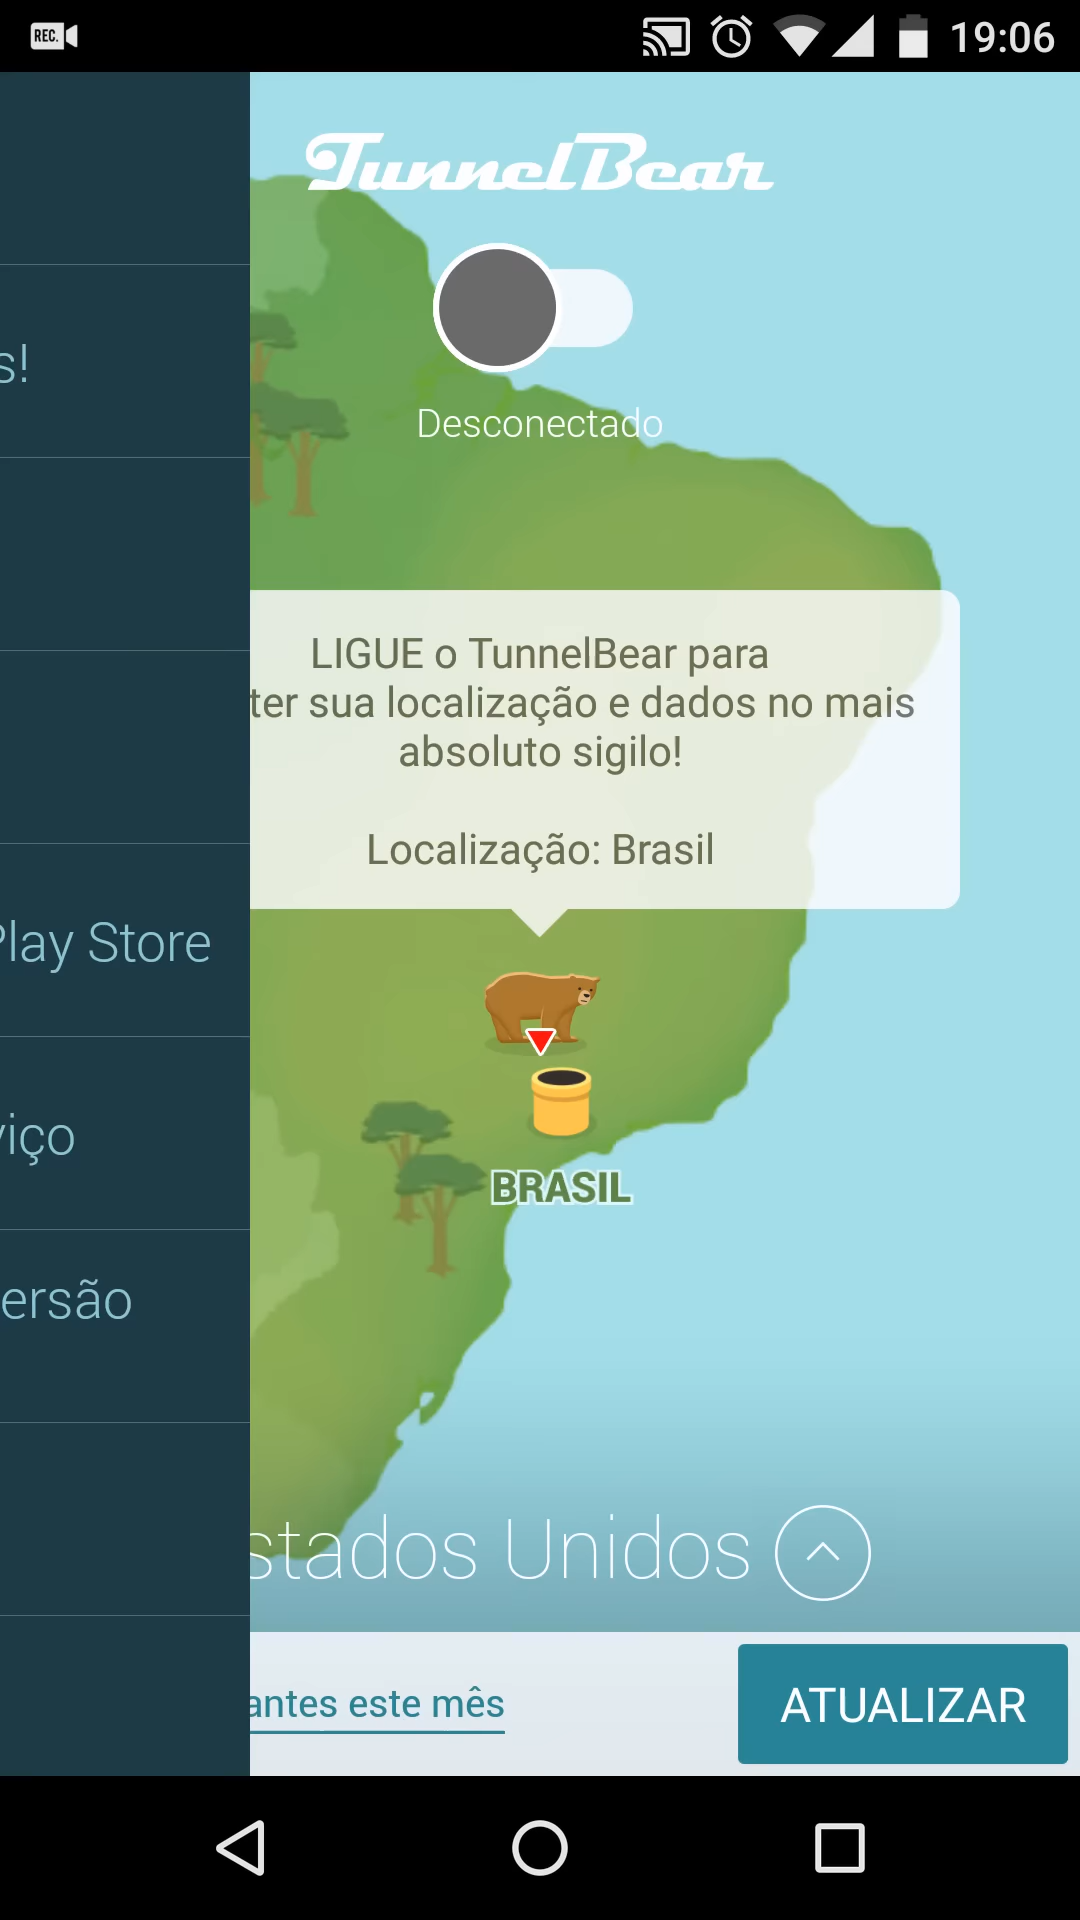 REC.
19:06
TunnelBear
Desconectado
s!
LIGUE o TunnelBear para
ter sua localização e dados no mais
absoluto sigilo!
Localização: Brasil
Play Store
viço
ersão
BRASIL
stados Unidos
antes este mês
ATUALIZAR